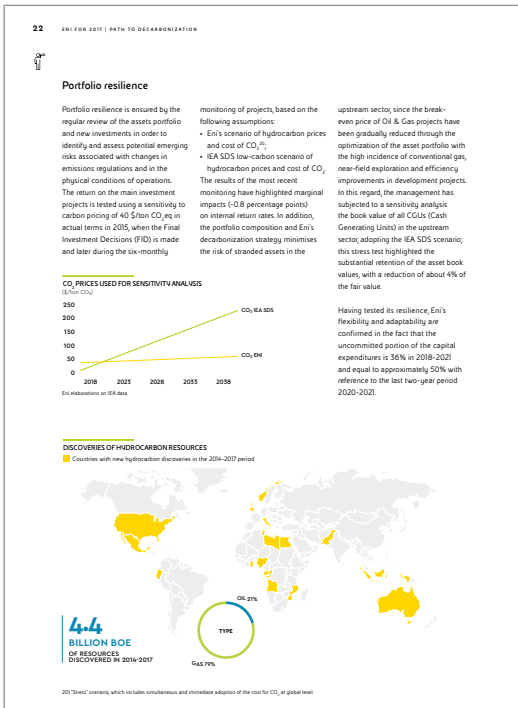 22 ENI FOR 2017 | PATH TO DECARBONIZATION
Portfolio resilience
Portfolio resilience is ensured by the
regular review of the assets portfolio
and new investments in order to
identify and assess potential emerging
risks associated with changes in
emissions regulations and in the
physical conditions of operations.
The return on the main investment
projects is tested using a sensitivity to
carbon pricing of 40 $/ton CO2eq in
actual terms in 2015, when the Final
Investment Decisions (FID) is made
and later during the six-monthly
monitoring of projects, based on the
following assumptions:
• Eni's scenario of hydrocarbon prices
and cost of CO2²⁰;
• IEA SDS low-carbon scenario of
hydrocarbon prices and cost of CO2.
The results of the most recent
monitoring have highlighted marginal
impacts (-0.8 percentage points)
on internal return rates. In addition,
the portfolio composition and Eni's
decarbonization strategy minimises
the risk of stranded assets in the
upstream sector, since the break-
even price of Oil & Gas projects have
been gradually reduced through the
optimization of the asset portfolio with
the high incidence of conventional gas,
near-field exploration and efficiency
improvements in development projects.
In this regard, the management has
subjected to a sensitivity analysis
the book value of all CGUs (Cash
Generating Units) in the upstream
sector, adopting the IEA SDS scenario;
this stress test highlighted the
substantial retention of the asset book
values, with a reduction of about 4% of
the fair value.
Having tested its resilience, Eni's
flexibility and adaptability are
confirmed in the fact that the
uncommitted portion of the capital
expenditures is 36% in 2018-2021
and equal to approximately 50% with
reference to the last two-year period
2020-2021.
CO2 PRICES USED FOR SENSITIVITY ANALYSIS
($/ton CO2)
250
200
150
100
50
0
CO2 IEA SDS
CO2 ENI
2018 2023 2028 2033 2038
Eni elaborations on IEA data
DISCOVERIES OF HYDROCARBON RESOURCES
Countries with new hydrocarbon discoveries in the 2014-2017 period
4.4
BILLION BOE
OF RESOURCES
DISCOVERED IN 2014-2017
OIL 21%
TYPE
GAS 79%
20) "Stress" scenario, which includes simultaneous and immediate adoption of the cost for CO2 at global level.